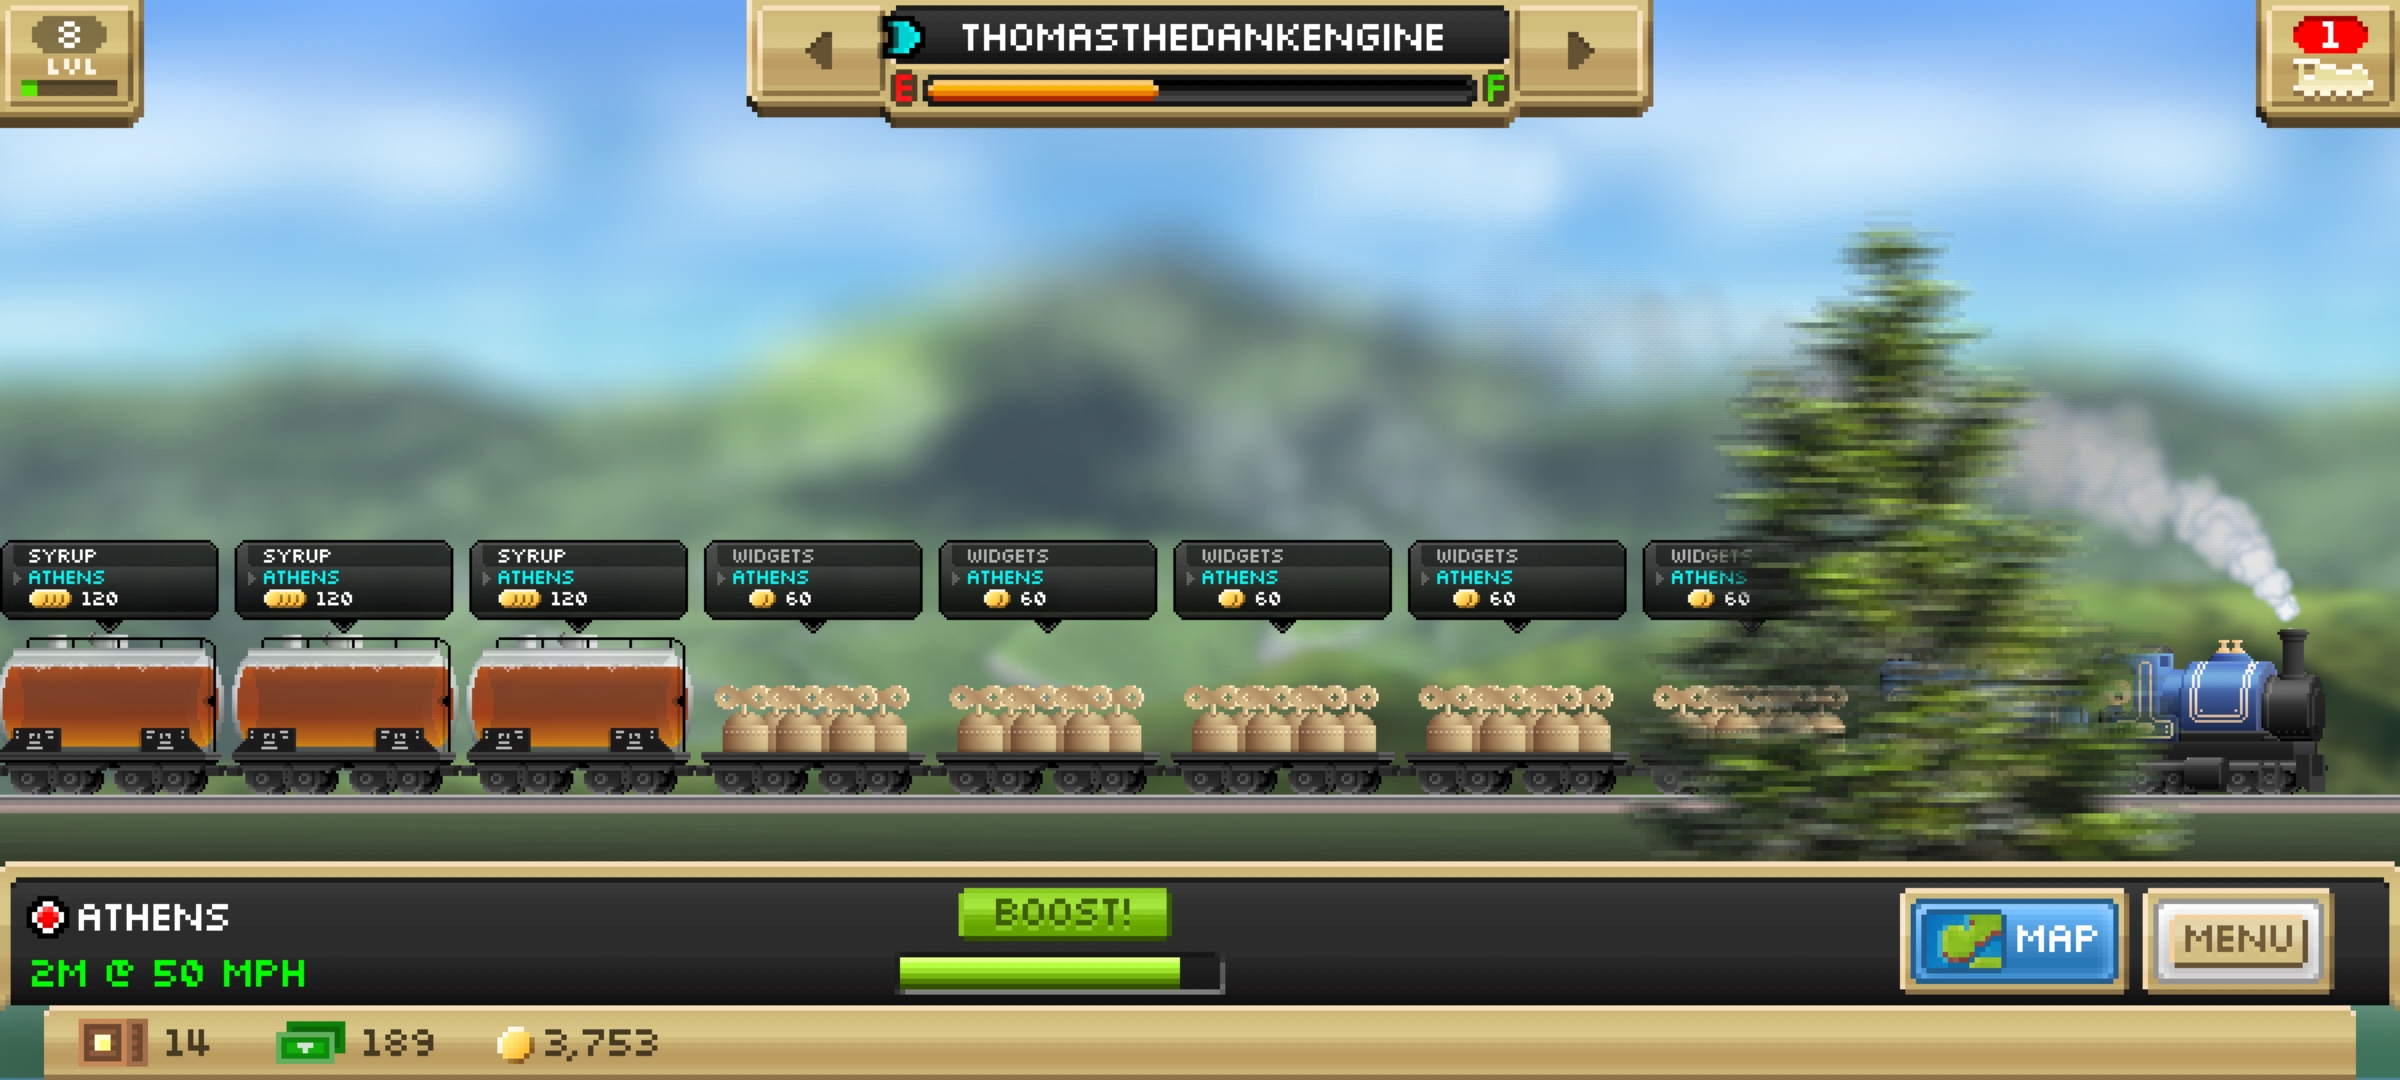 8
LVL
THOMASTHEDANKENGINE
E F
1
SYRUP
ATHENS
120
SYRUP
ATHENS
120
SYRUP
ATHENS
120
WIDGETS
ATHENS
60
WIDGETS
ATHENS
60
WIDGETS
ATHENS
60
WIDGETS
ATHENS
60
WIDGETS
ATHENS
60
ATHENS
2M @ 50 MPH
BOOST!
MAP
MENU
14
189
3,753